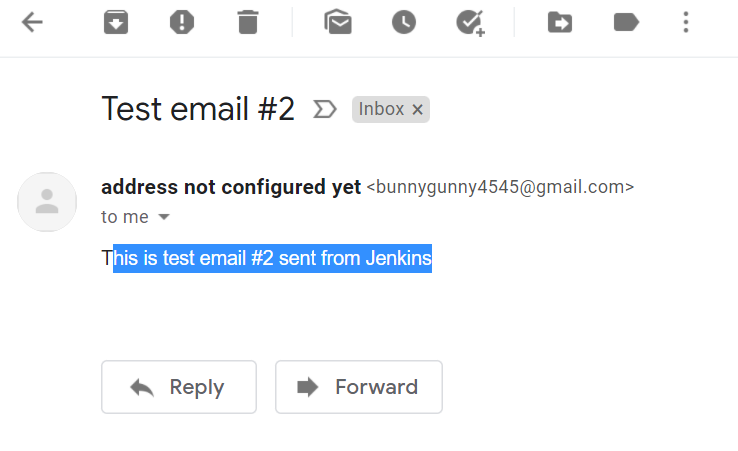 Test email #2 Inbox ×
address not configured yet <bunnygunny4545@gmail.com>
to me
This is test email #2 sent from Jenkins
Reply Forward